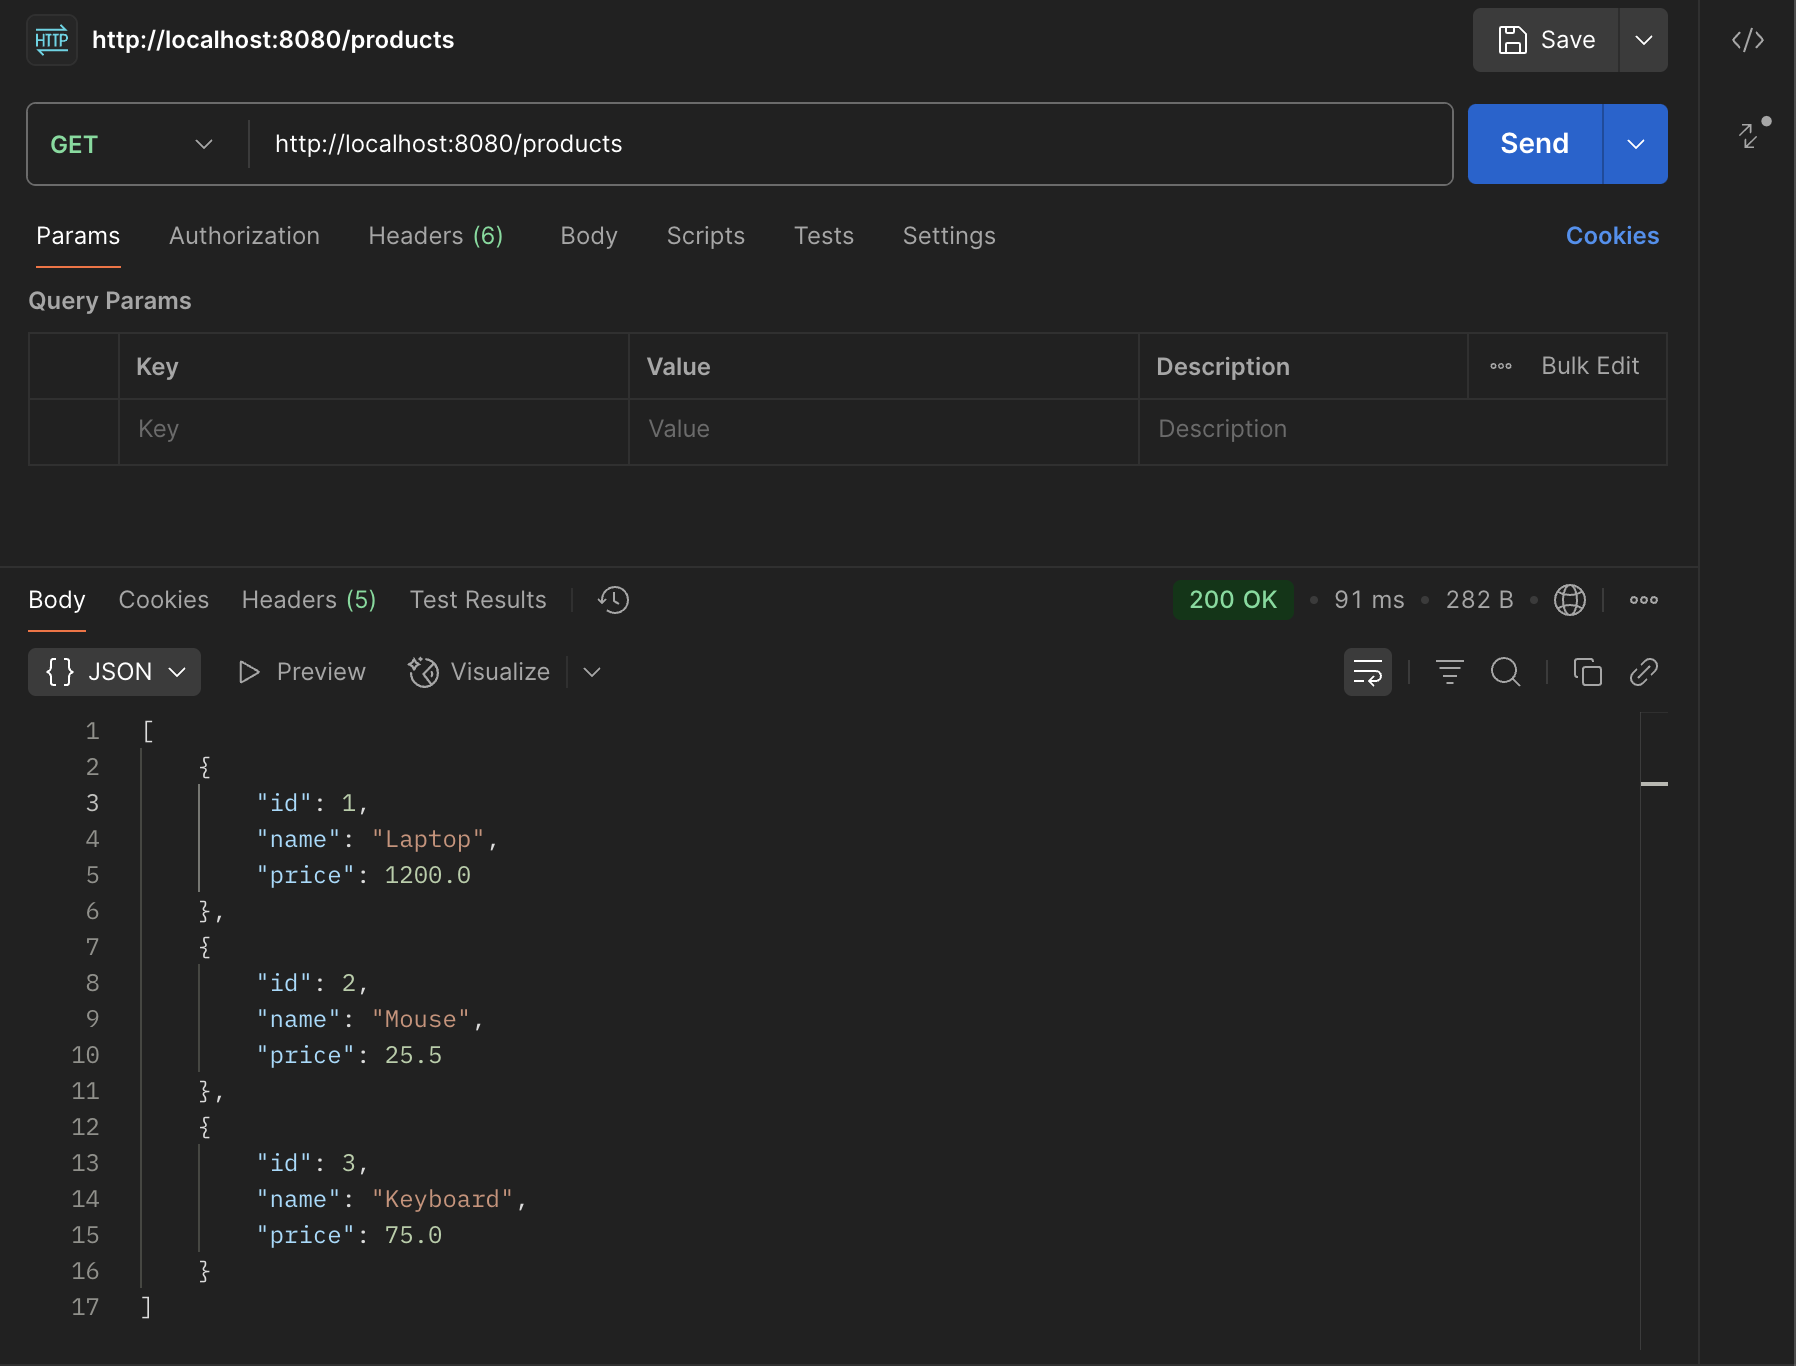 HTTP http://localhost:8080/products Save
GET http://localhost:8080/products Send
Params Authorization Headers (6) Body Scripts Tests Settings Cookies
Query Params
Key Value Description Bulk Edit
Key Value Description
Body Cookies Headers (5) Test Results 200 OK • 91 ms • 282 B •
{} JSON Preview Visualize
1 [
2 {
3 "id": 1,
4 "name": "Laptop",
5 "price": 1200.0
6 },
7 {
8 "id": 2,
9 "name": "Mouse",
10 "price": 25.5
11 },
12 {
13 "id": 3,
14 "name": "Keyboard",
15 "price": 75.0
16 }
17 ]